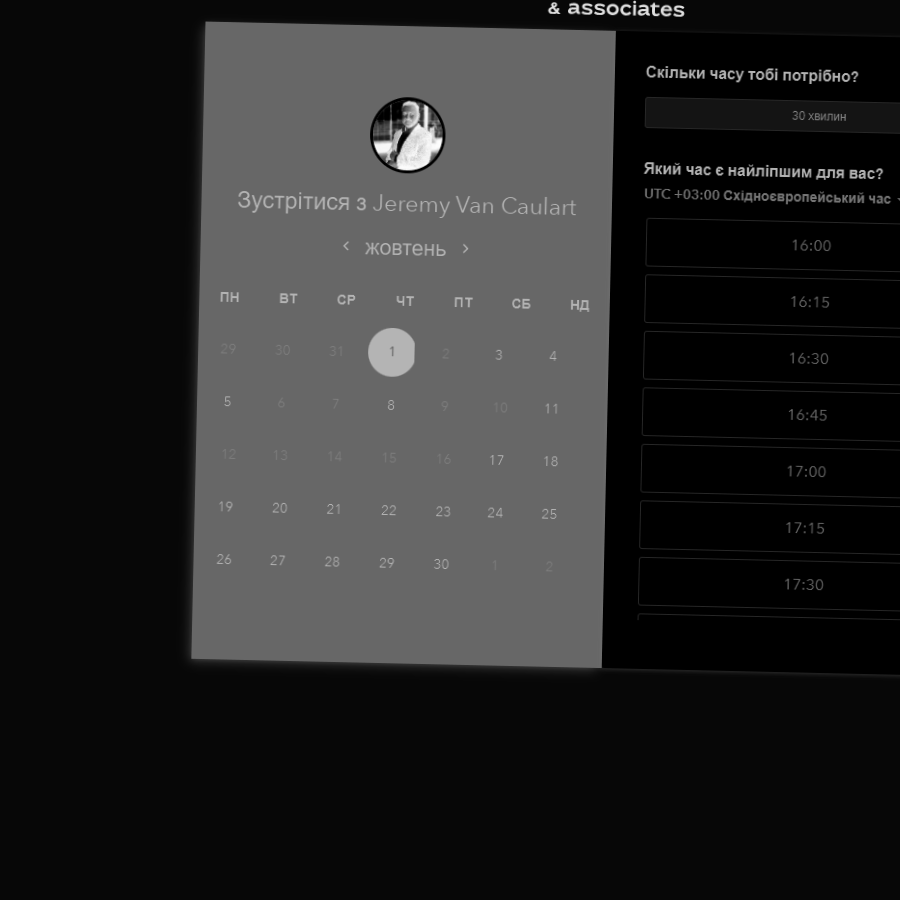 & associates
Зустрітися з Jeremy Van Caulart
жовтень
ПН ВТ СР ЧТ ПТ СБ НД
29 30 31 1 2 3 4
5 6 7 8 9 10 11
12 13 14 15 16 17 18
19 20 21 22 23 24 25
26 27 28 29 30 1 2
Скільки часу тобі потрібно?
30 хвилин
Який час є найліпшим для вас?
UTC +03:00 Східноєвропейський час
16:00
16:15
16:30
16:45
17:00
17:15
17:30